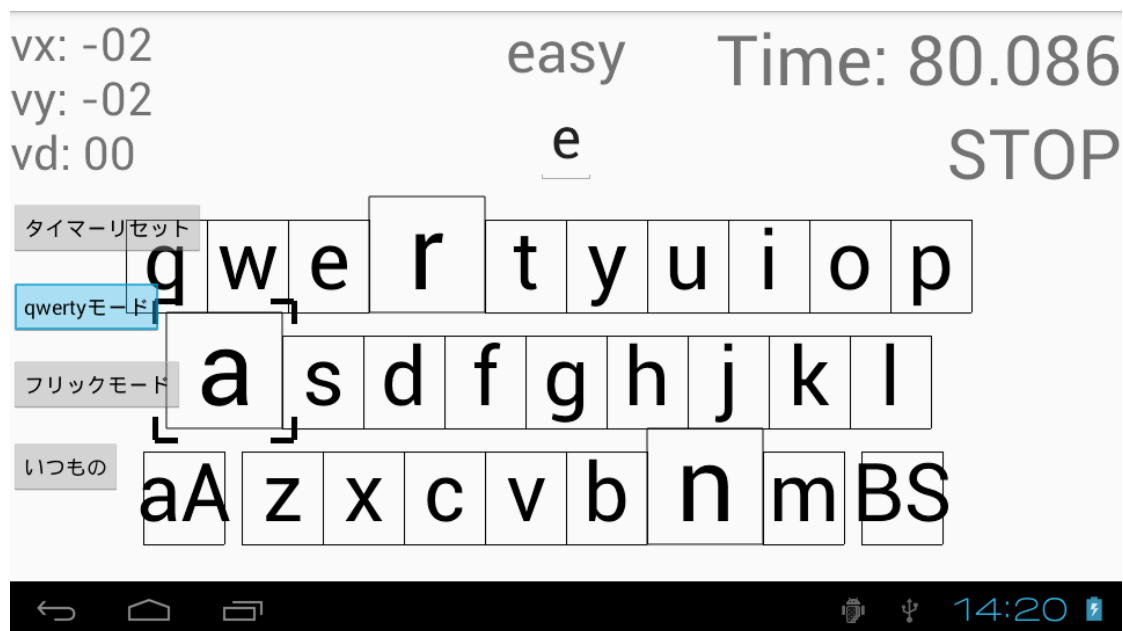 vx: -02
vy: -02
vd: 00
easy
e
Time: 80.086
STOP
タイマーリセット
qwertyモード
フリックモード
いつもの
q w e r t y u i o p
a s d f g h j k l
aA z x c v b n m BS
14:20